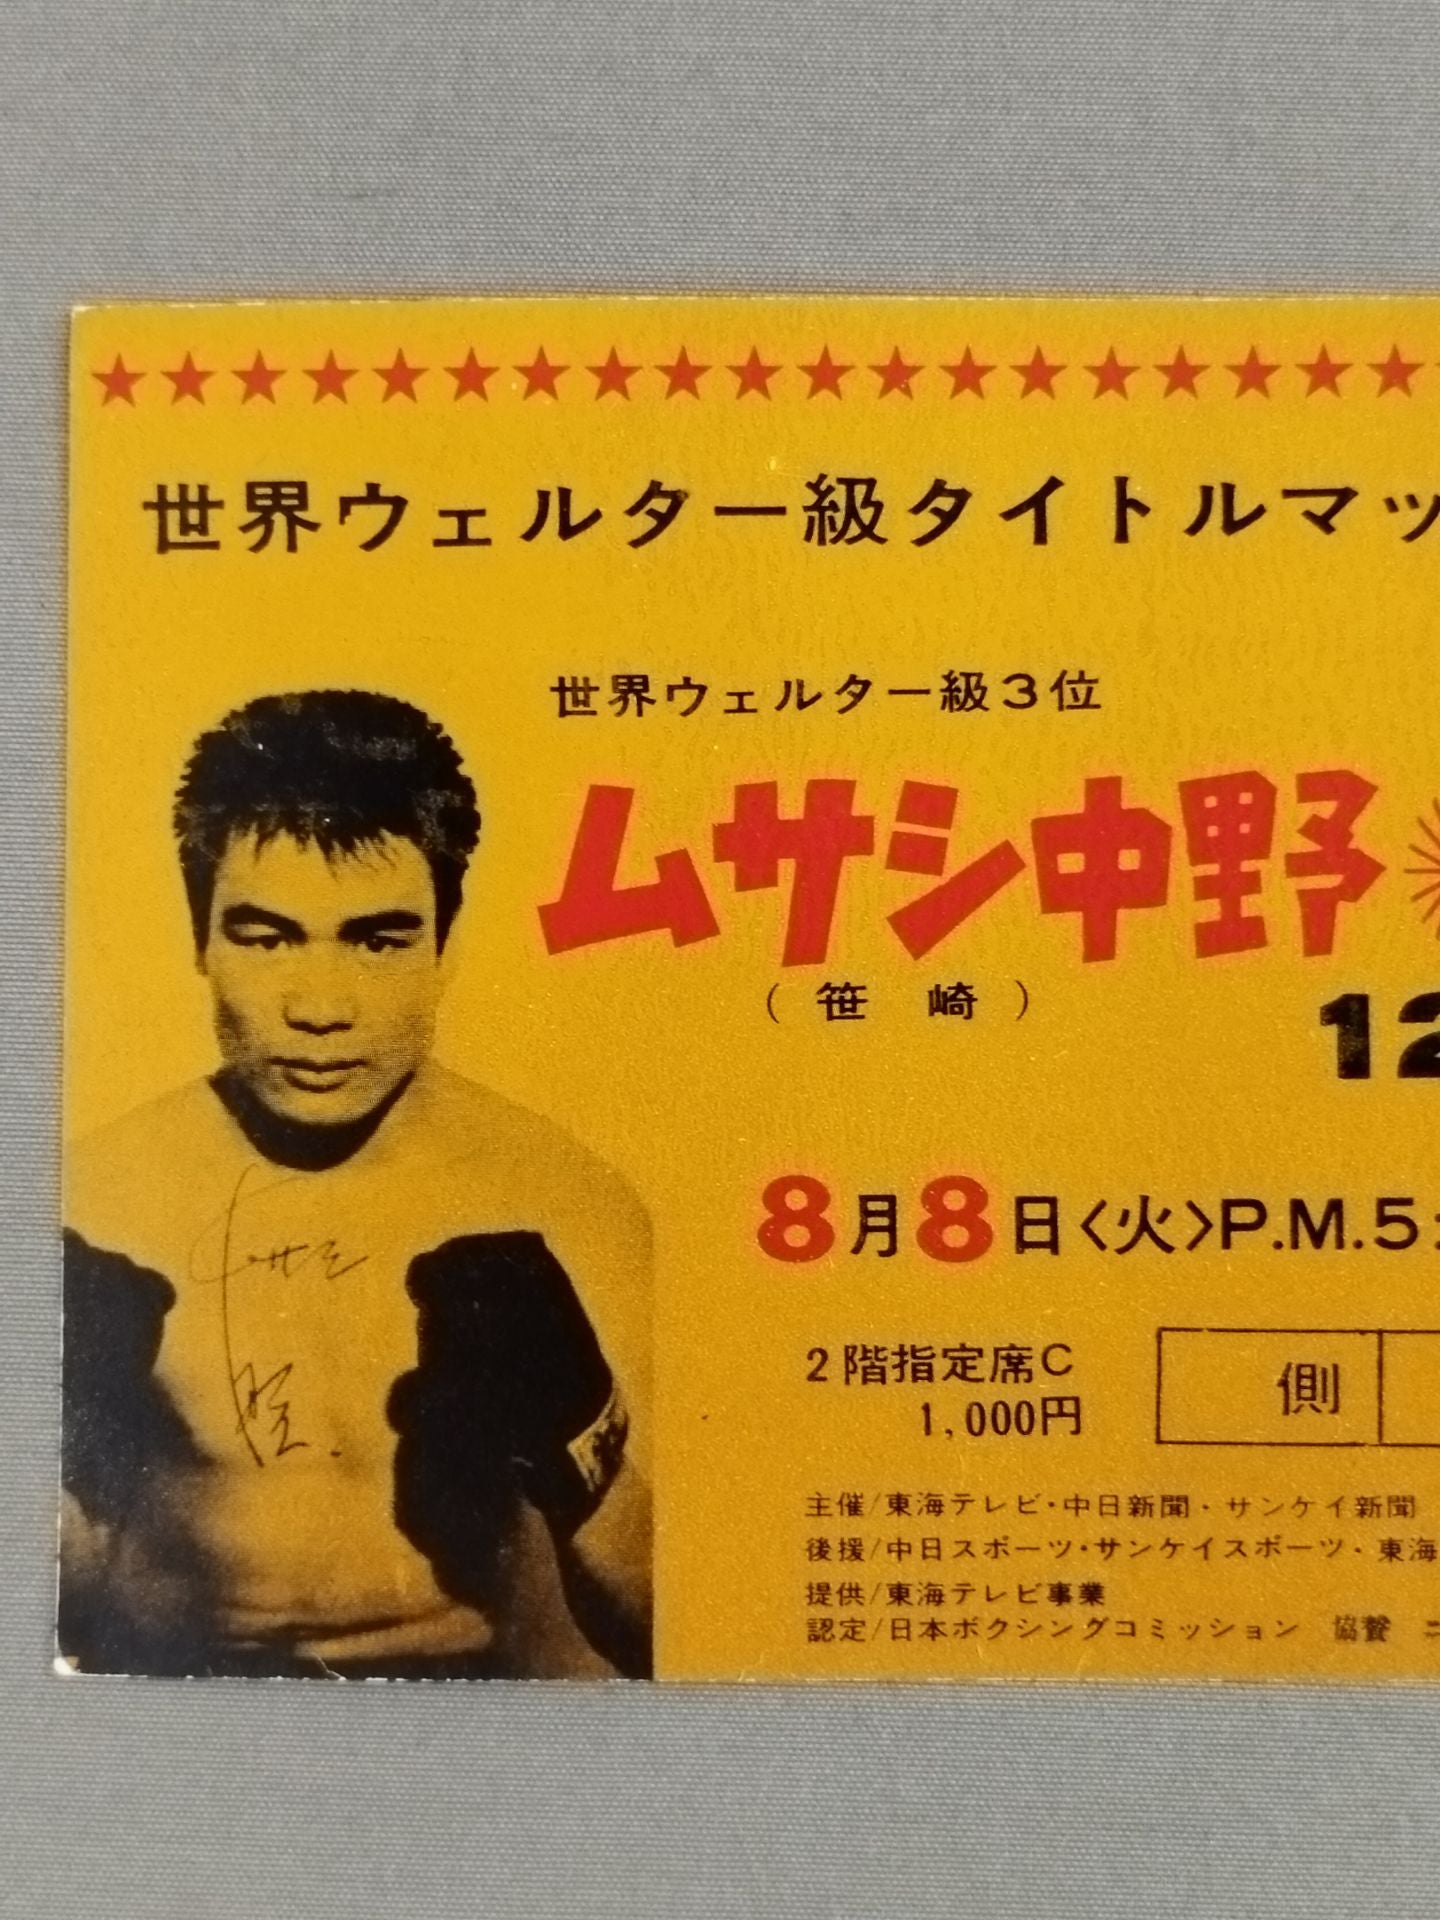 世界ウェルター級タイトルマッ
世界ウェルター級3位
ムサシ中野
(笹 崎)
12
8月8日〈火〉P.M.5:
2階指定席C
1,000円
側
主催/東海テレビ・中日新聞・サンケイ新聞
後援/中日スポーツ・サンケイスポーツ・東海
提供/東海テレビ事業
認定/日本ボクシングコミッション 協賛 ニ